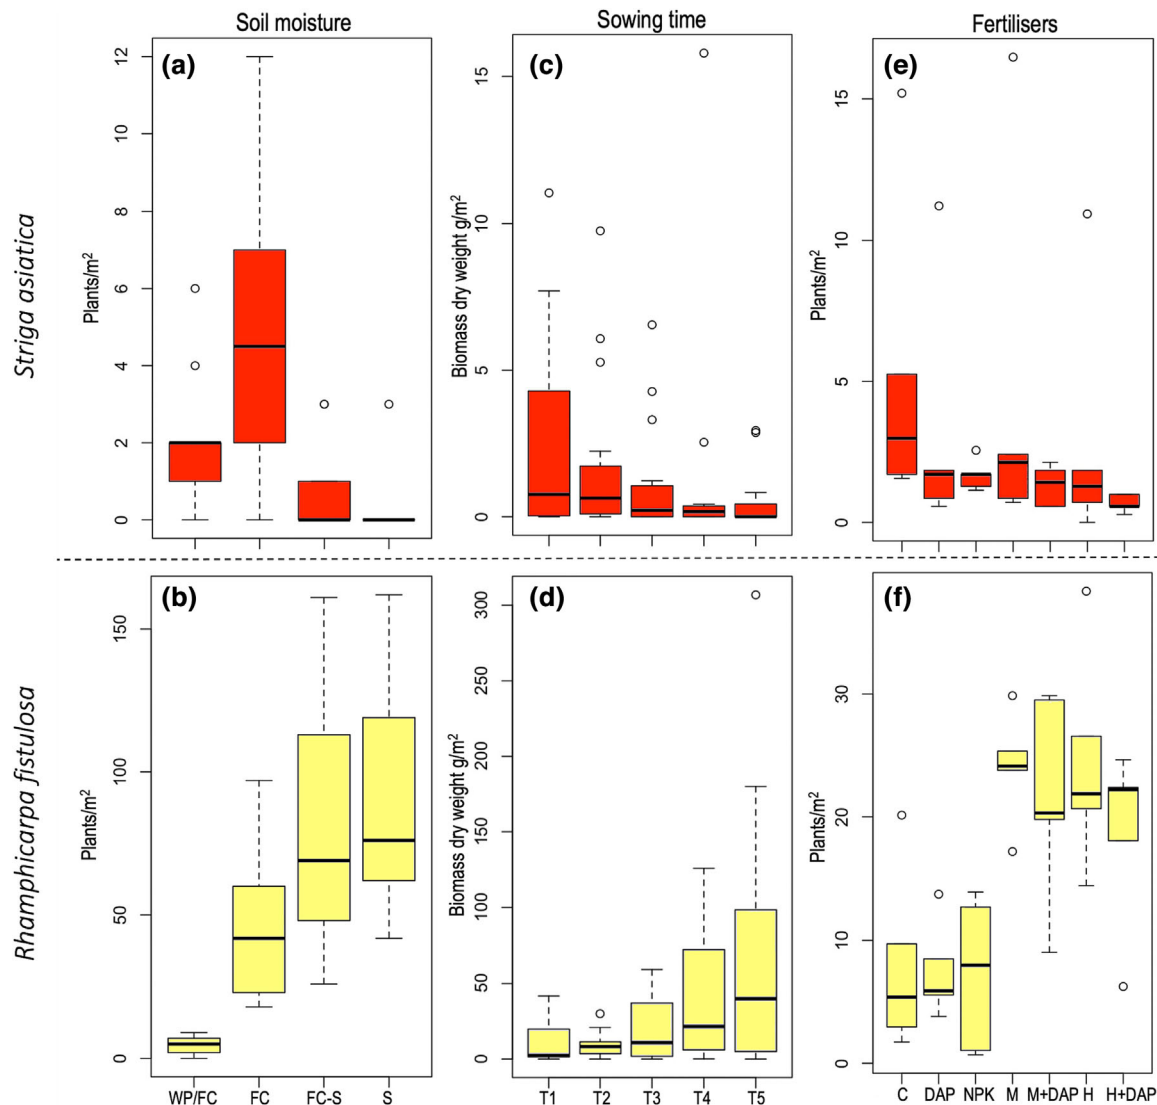 Soil moisture
Sowing time
Fertilisers
Striga asiatica
(a)
Plants/m²
12
10
8
6
4
2
0
(c)
Biomass dry weight g/m²
15
10
5
0
(e)
Plants/m²
15
10
5
0
Rhamphicarpa fistulosa
(b)
Plants/m²
150
100
50
0
WP/FC FC FC-S S
(d)
Biomass dry weight g/m²
300
250
200
150
100
50
0
T1 T2 T3 T4 T5
(f)
Plants/m²
30
20
10
0
C DAP NPK M M+DAP H H+DAP